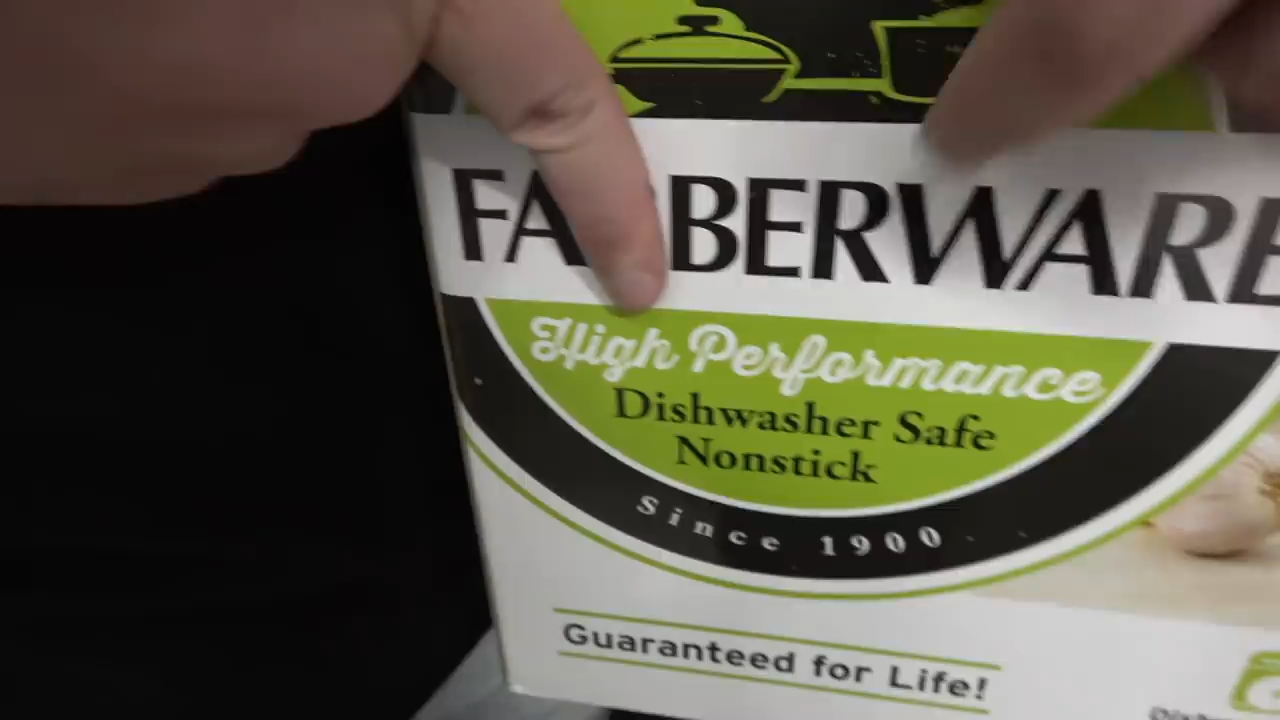 FARBERWARE
High Performance
Dishwasher Safe
Nonstick
Since 1900
Guaranteed for Life!